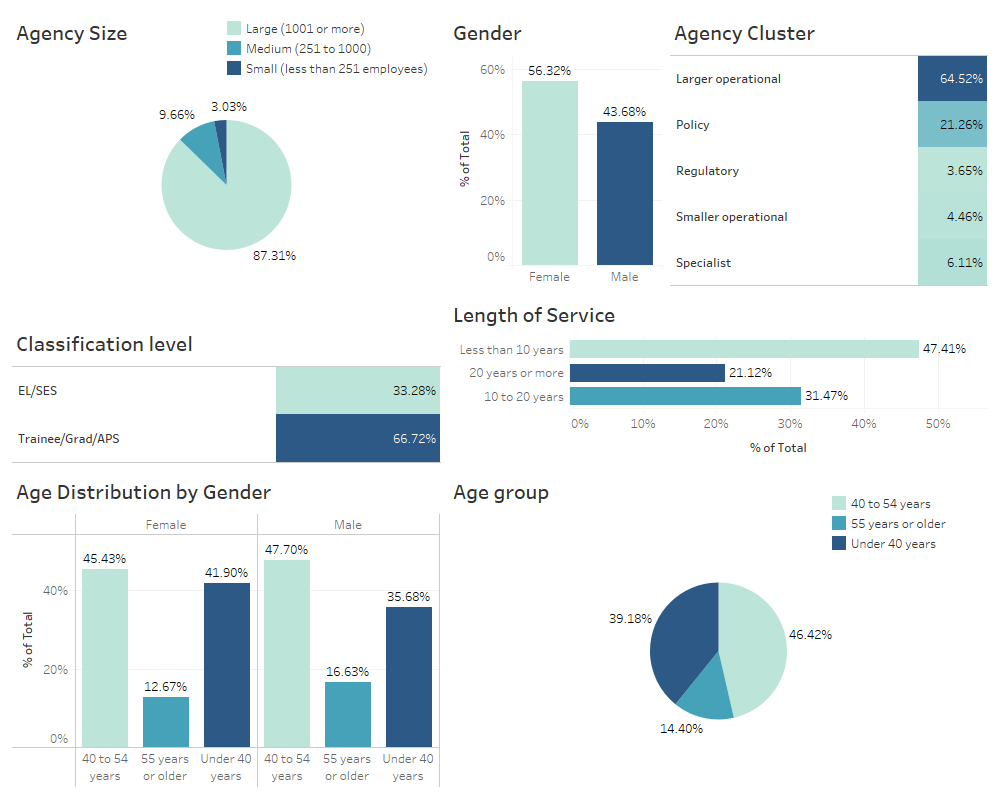 Agency Size
Large (1001 or more)
Medium (251 to 1000)
Small (less than 251 employees)
9.66%
3.03%
87.31%
Gender
% of Total
60%
40%
20%
0%
56.32%
43.68%
Female
Male
Agency Cluster
Larger operational 64.52%
Policy 21.26%
Regulatory 3.65%
Smaller operational 4.46%
Specialist 6.11%
Classification level
EL/SES 33.28%
Trainee/Grad/APS 66.72%
Length of Service
Less than 10 years 47.41%
20 years or more 21.12%
10 to 20 years 31.47%
0% 10% 20% 30% 40% 50%
% of Total
Age Distribution by Gender
Female Male
% of Total
40%
20%
0%
45.43%
12.67%
41.90%
47.70%
16.63%
35.68%
40 to 54 55 years Under 40 40 to 54 55 years Under 40
years or older years years or older years
Age group
40 to 54 years
55 years or older
Under 40 years
39.18%
46.42%
14.40%